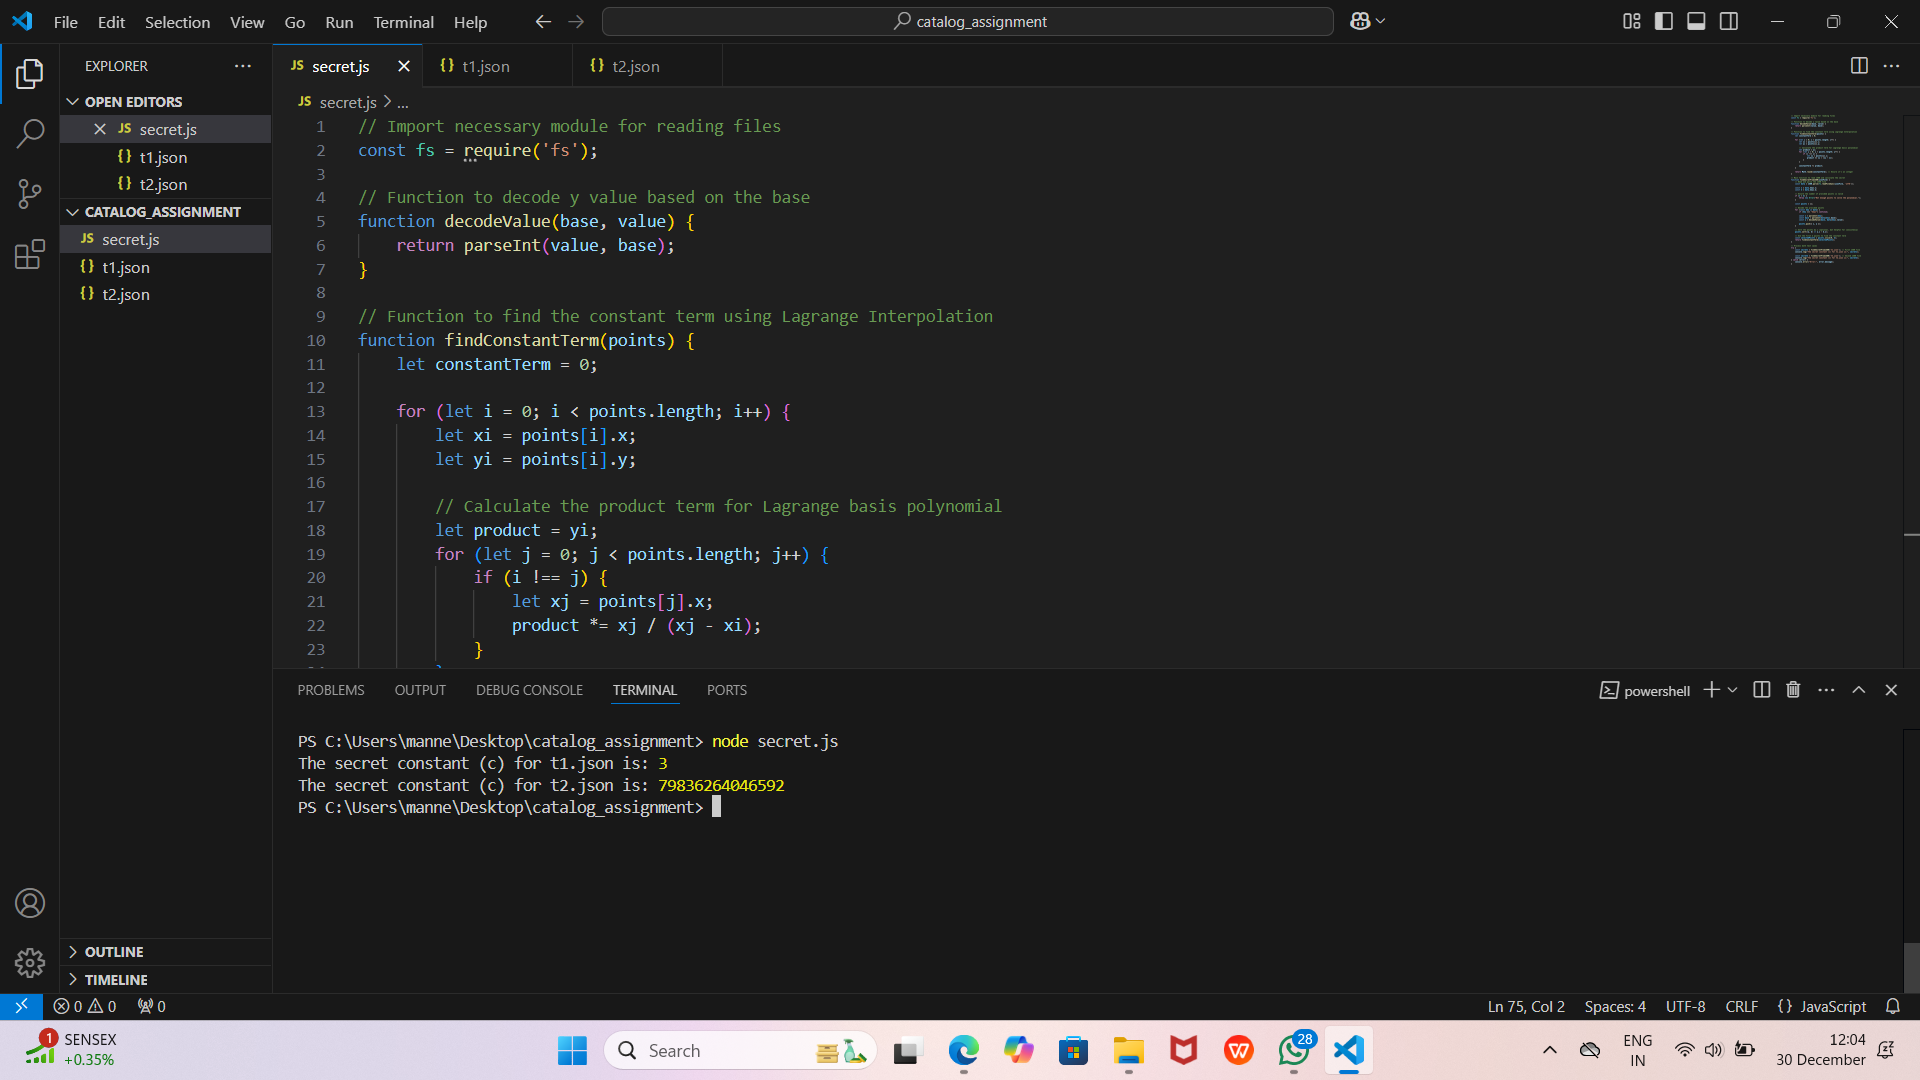 File Edit Selection View Go Run Terminal Help
catalog_assignment
EXPLORER
OPEN EDITORS
JS secret.js
{} t1.json
{} t2.json
CATALOG_ASSIGNMENT
JS secret.js
{} t1.json
{} t2.json
OUTLINE
TIMELINE
JS secret.js {} t1.json {} t2.json
JS secret.js > ...
1 // Import necessary module for reading files
2 const fs = require('fs');
3
4 // Function to decode y value based on the base
5 function decodeValue(base, value) {
6 return parseInt(value, base);
7 }
8
9 // Function to find the constant term using Lagrange Interpolation
10 function findConstantTerm(points) {
11 let constantTerm = 0;
12
13 for (let i = 0; i < points.length; i++) {
14 let xi = points[i].x;
15 let yi = points[i].y;
16
17 // Calculate the product term for Lagrange basis polynomial
18 let product = yi;
19 for (let j = 0; j < points.length; j++) {
20 if (i !== j) {
21 let xj = points[j].x;
22 product *= xj / (xj - xi);
23 }
PROBLEMS OUTPUT DEBUG CONSOLE TERMINAL PORTS
powershell
PS C:\Users\manne\Desktop\catalog_assignment> node secret.js
The secret constant (c) for t1.json is: 3
The secret constant (c) for t2.json is: 79836264046592
PS C:\Users\manne\Desktop\catalog_assignment>
0 0 0
Ln 75, Col 2 Spaces: 4 UTF-8 CRLF {} JavaScript
1
SENSEX
+0.35%
Search
28
ENG
IN
12:04
30 December